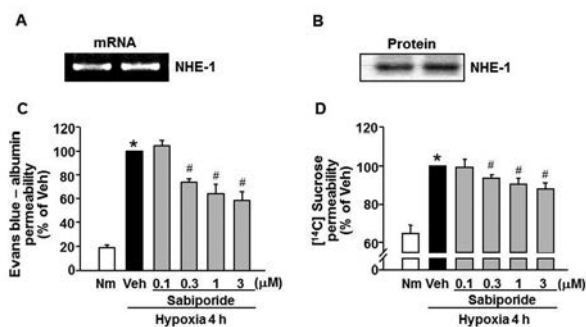 A
mRNA
NHE-1
B
Protein
NHE-1
C
Evans blue – albumin
permeability
(% of Veh)
120
100
80
60
40
20
0
*
#
#
#
Nm Veh 0.1 0.3 1 3 (μM)
Sabiporide
Hypoxia 4 h
D
[¹⁴C] Sucrose
permeability
(% of Veh)
120
100
80
60
0
*
#
#
#
Nm Veh 0.1 0.3 1 3 (μM)
Sabiporide
Hypoxia 4 h